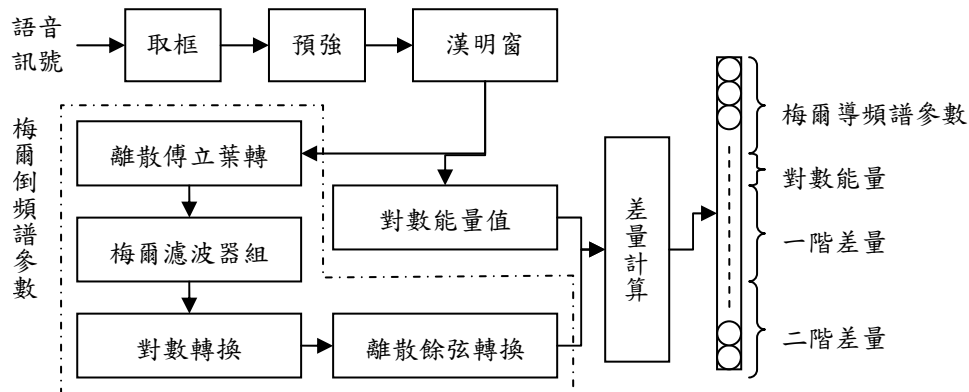 語音
訊號
取框
預強
漢明窗
梅爾倒頻譜參數
離散傅立葉轉
梅爾濾波器組
對數轉換
離散餘弦轉換
對數能量值
差量計算
梅爾導頻譜參數
對數能量
一階差量
二階差量